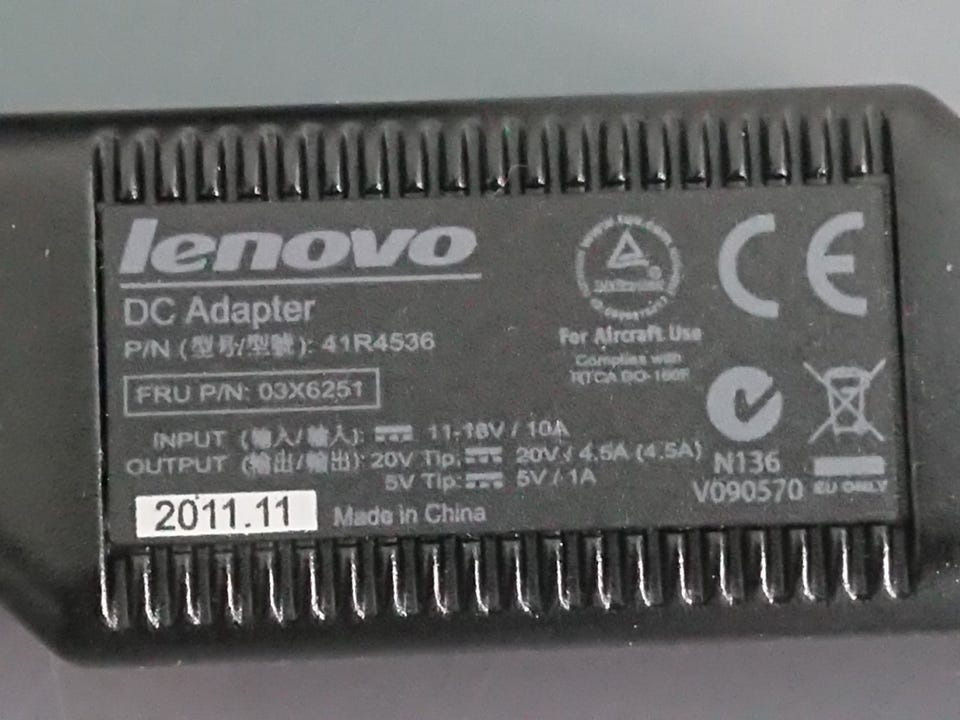 lenovo
DC Adapter
P/N (型号/型號): 41R4536
FRU P/N: 03X6251
INPUT (输入/輸入): 11-16V / 10A
OUTPUT (输出/輸出): 20V Tip: 20V / 4.5A (4.5A)
5V Tip: 5V / 1A
2011.11 Made in China
For Aircraft Use
Complies with
RTCA DO-160F
CE
N136
V090570
EU ONLY